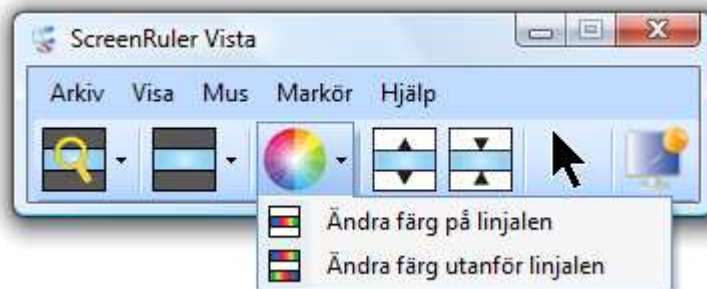 ScreenRuler Vista
Arkiv Visa Mus Markör Hjälp
Ändra färg på linjalen
Ändra färg utanför linjalen